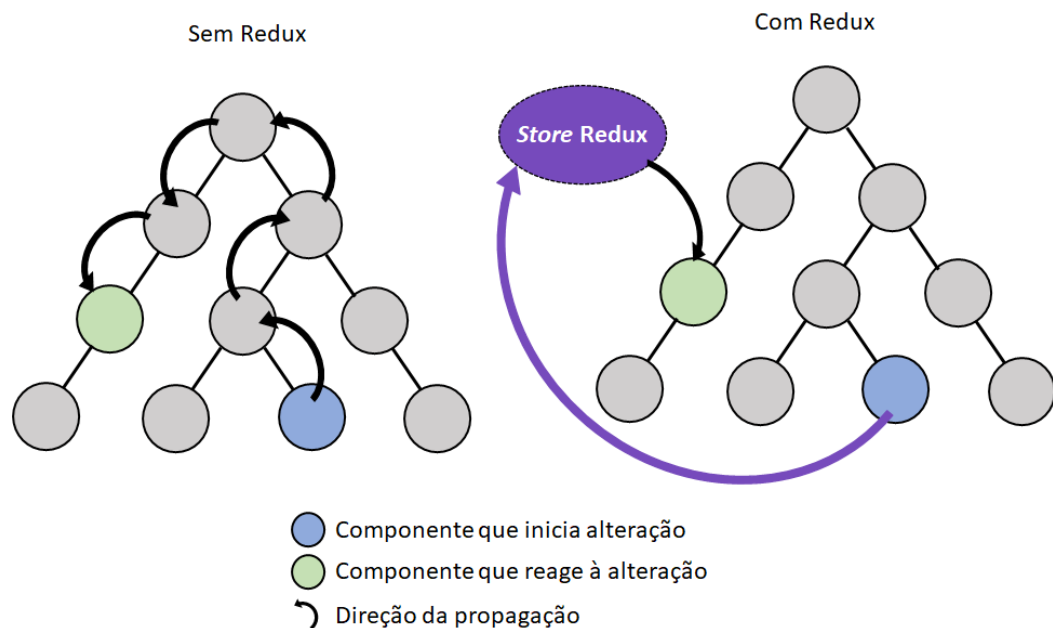 Sem Redux
Com Redux
Store Redux
Componente que inicia alteração
Componente que reage à alteração
Direção da propagação